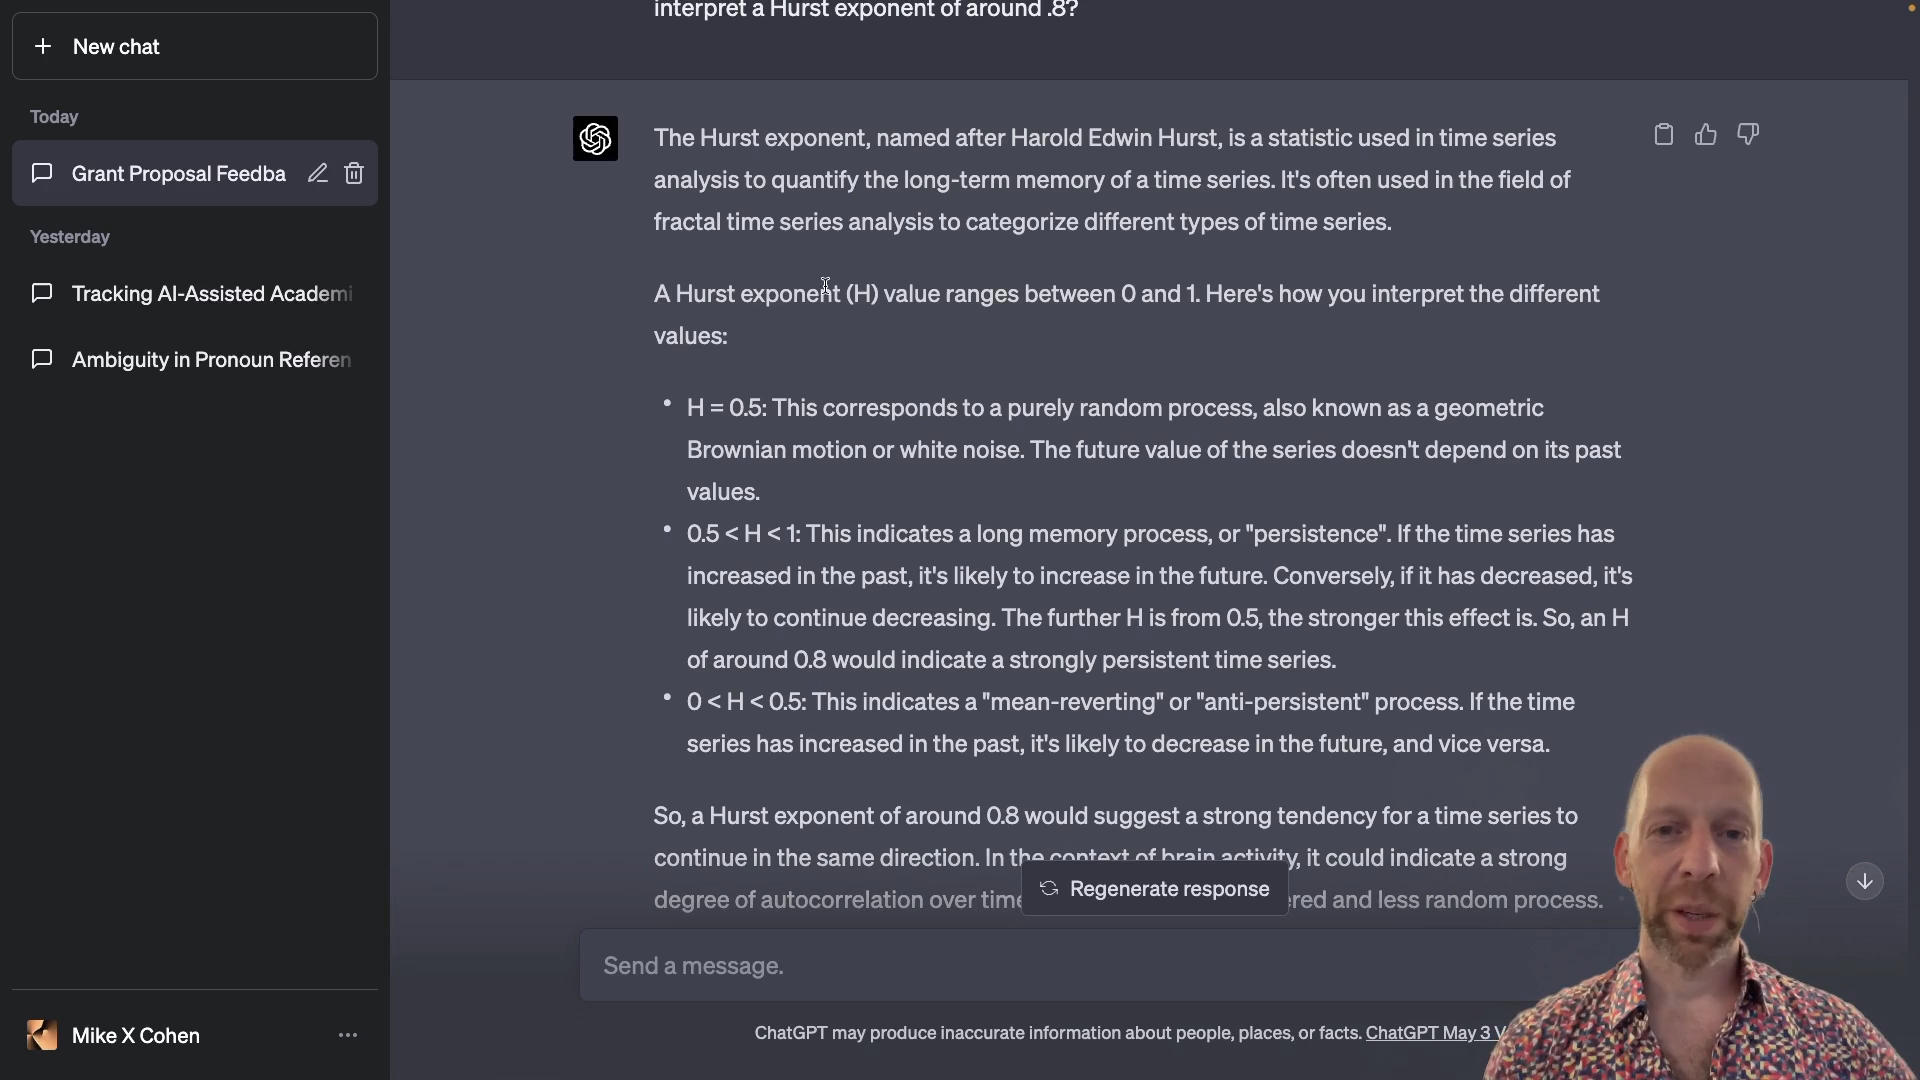 New chat
Today
Grant Proposal Feedba
Yesterday
Tracking AI-Assisted Academi
Ambiguity in Pronoun Referen
Mike X Cohen
interpret a Hurst exponent of around .8?
The Hurst exponent, named after Harold Edwin Hurst, is a statistic used in time series
analysis to quantify the long-term memory of a time series. It's often used in the field of
fractal time series analysis to categorize different types of time series.
A Hurst exponent (H) value ranges between 0 and 1. Here's how you interpret the different
values:
• H = 0.5: This corresponds to a purely random process, also known as a geometric
Brownian motion or white noise. The future value of the series doesn't depend on its past
values.
• 0.5 < H < 1: This indicates a long memory process, or "persistence". If the time series has
increased in the past, it's likely to increase in the future. Conversely, if it has decreased, it's
likely to continue decreasing. The further H is from 0.5, the stronger this effect is. So, an H
of around 0.8 would indicate a strongly persistent time series.
• 0 < H < 0.5: This indicates a "mean-reverting" or "anti-persistent" process. If the time
series has increased in the past, it's likely to decrease in the future, and vice versa.
So, a Hurst exponent of around 0.8 would suggest a strong tendency for a time series to
continue in the same direction. In the context of brain activity, it could indicate a strong
degree of autocorrelation over time red and less random process.
Regenerate response
Send a message.
ChatGPT may produce inaccurate information about people, places, or facts. ChatGPT May 3 V